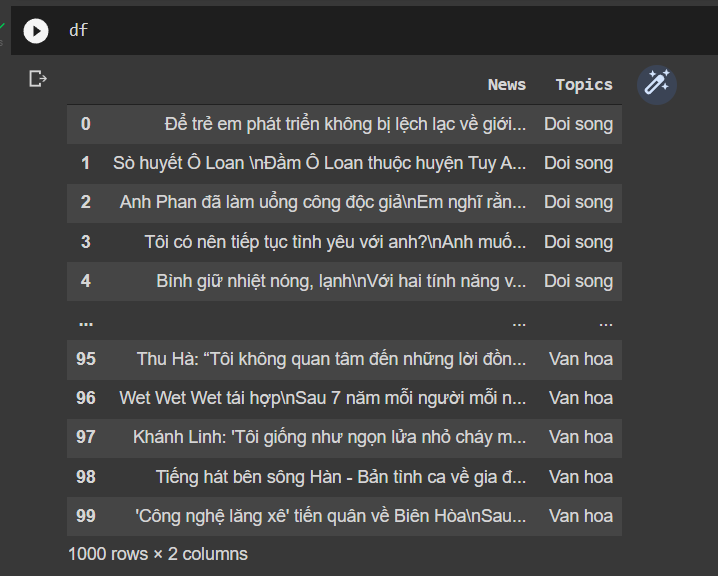 df
News Topics
0 Để trẻ em phát triển không bị lệch lạc về giới... Doi song
1 Sò huyết Ô Loan \nĐầm Ô Loan thuộc huyện Tuy A... Doi song
2 Anh Phan đã làm uổng công độc giả\nEm nghĩ rằn... Doi song
3 Tôi có nên tiếp tục tình yêu với anh?\nAnh muố... Doi song
4 Bình giữ nhiệt nóng, lạnh\nVới hai tính năng v... Doi song
... ... ...
95 Thu Hà: “Tôi không quan tâm đến những lời đồn... Van hoa
96 Wet Wet Wet tái hợp\nSau 7 năm mỗi người mỗi n... Van hoa
97 Khánh Linh: 'Tôi giống như ngọn lửa nhỏ cháy m... Van hoa
98 Tiếng hát bên sông Hàn - Bản tình ca về gia đ... Van hoa
99 'Công nghệ lăng xê' tiến quân về Biên Hòa\nSau... Van hoa
1000 rows × 2 columns